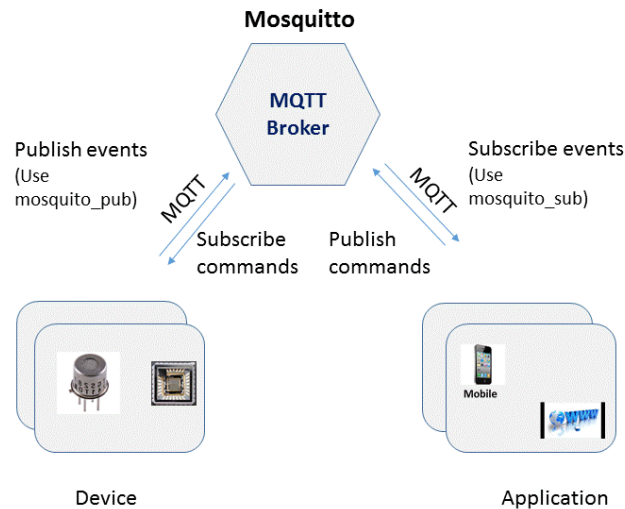 Mosquitto
MQTT
Broker
Publish events
(Use
mosquito_pub)
MQTT
Subscribe
commands
Subscribe events
(Use
mosquito_sub)
MQTT
Publish
commands
Mobile
www
Device
Application